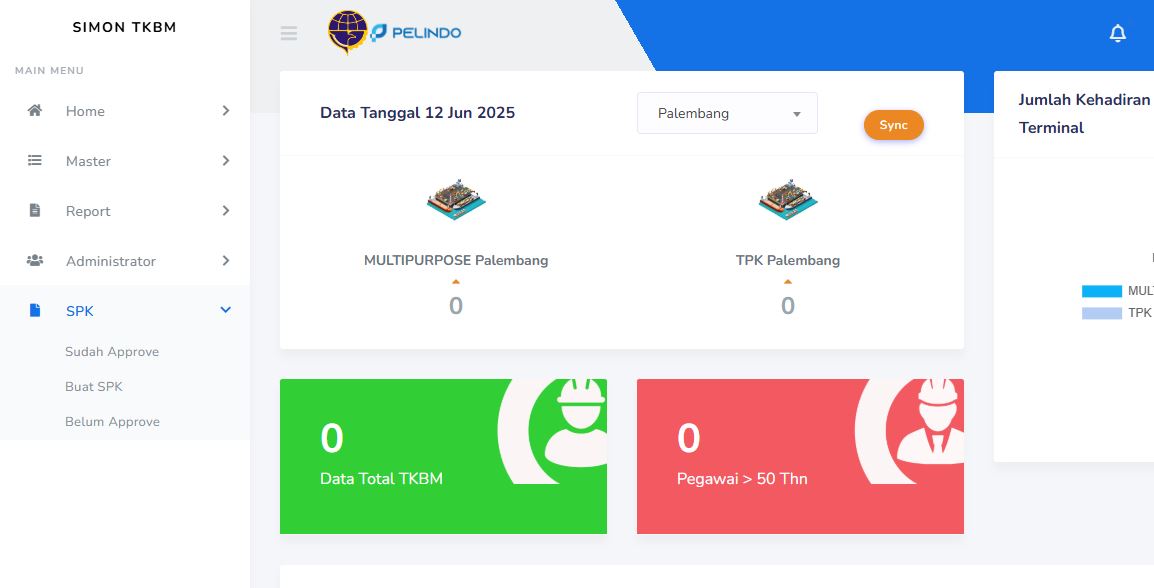 SIMON TKBM
PELINDO
MAIN MENU
Home
Master
Report
Administrator
SPK
Sudah Approve
Buat SPK
Belum Approve
Data Tanggal 12 Jun 2025
Palembang
Sync
MULTIPURPOSE Palembang
0
TPK Palembang
0
0
Data Total TKBM
0
Pegawai > 50 Thn
Jumlah Kehadiran
Terminal
TPK